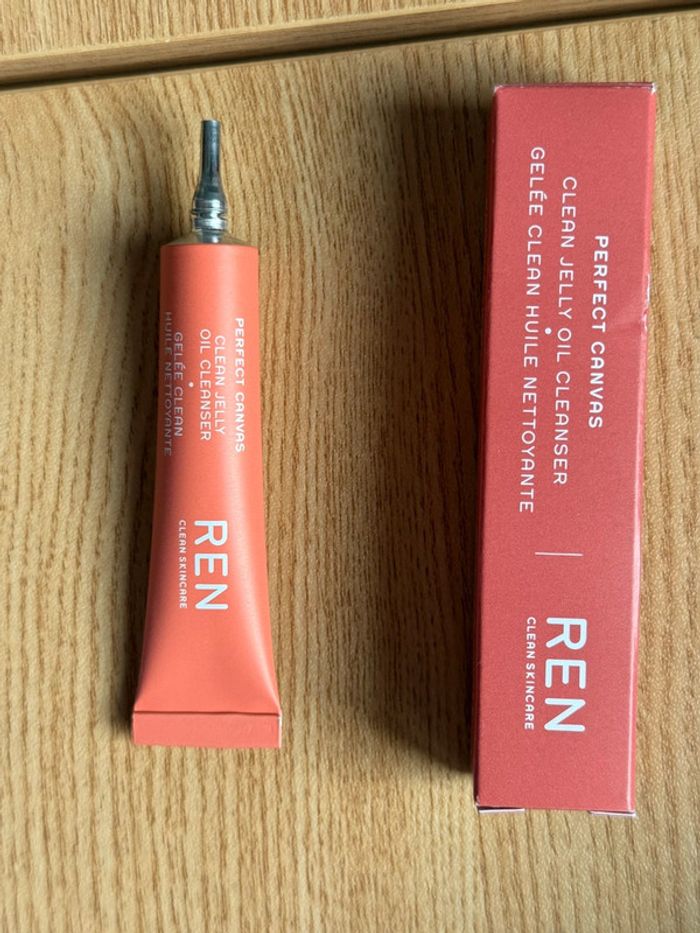 PERFECT CANVAS
CLEAN JELLY
OIL CLEANSER
•
GELÉE CLEAN
HUILE NETTOYANTE
REN
CLEAN SKINCARE
PERFECT CANVAS
CLEAN JELLY OIL CLEANSER
•
GELÉE CLEAN HUILE NETTOYANTE
REN
CLEAN SKINCARE